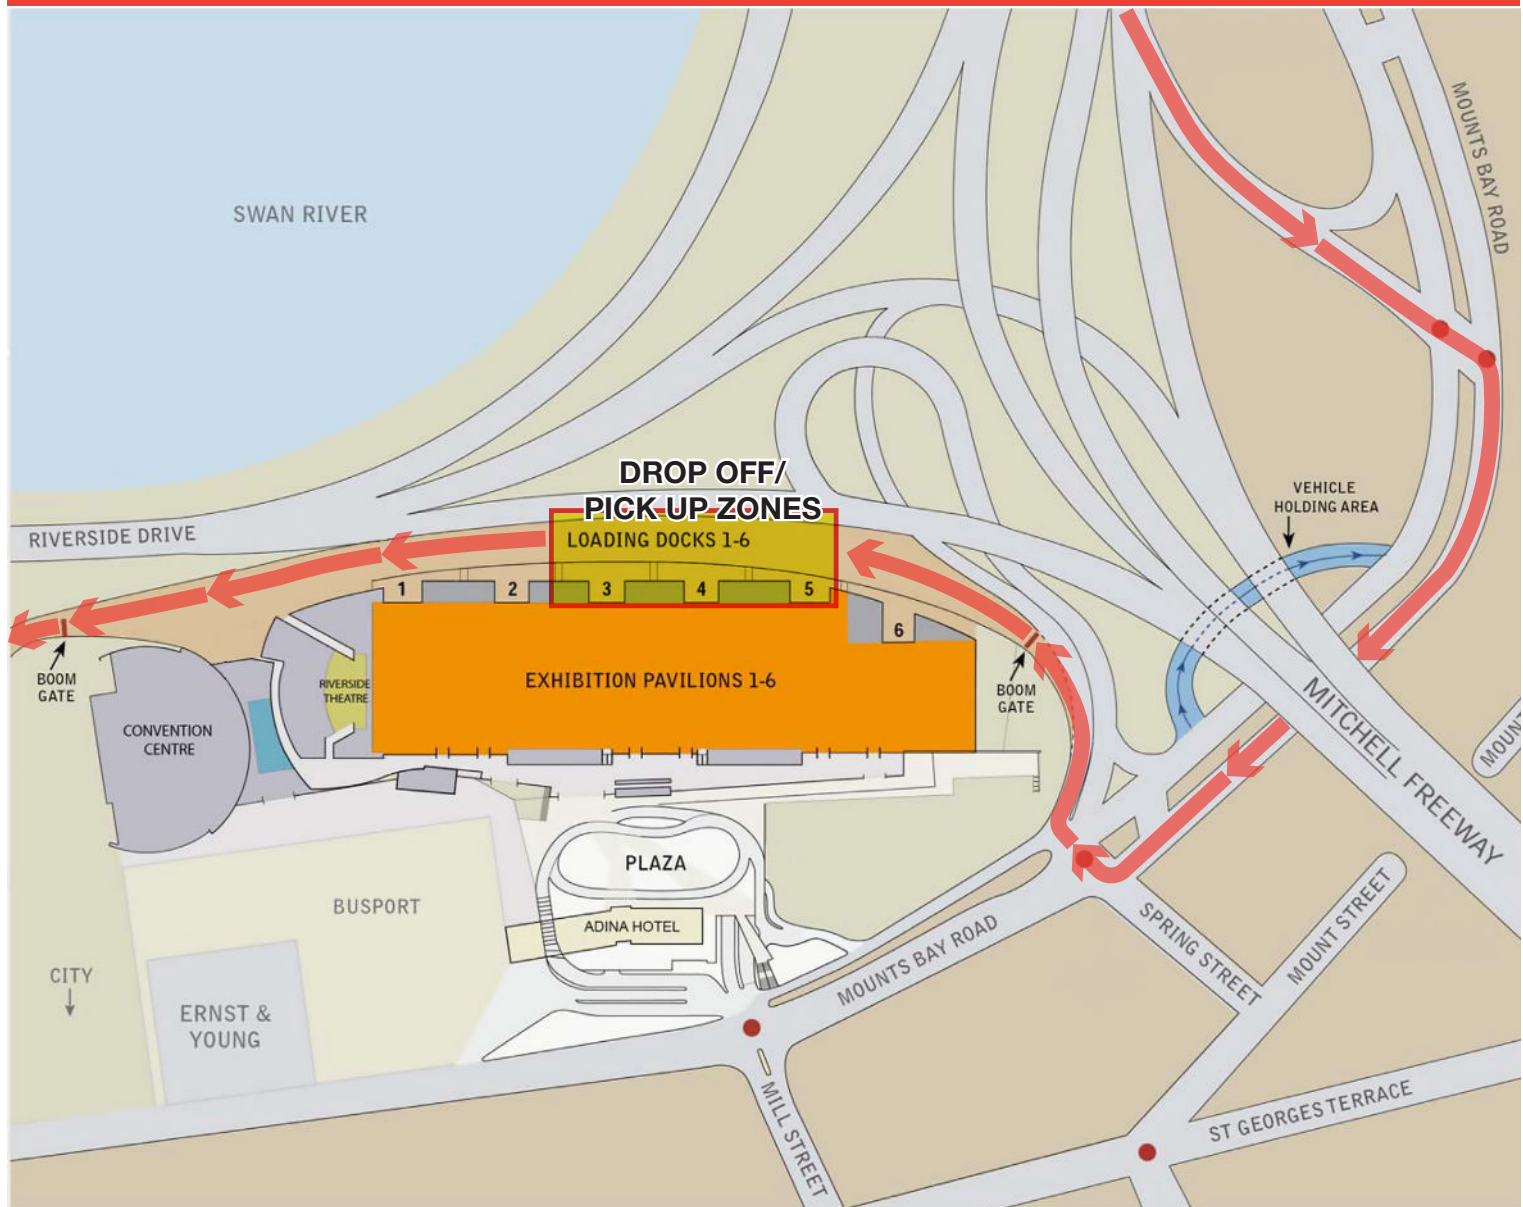 MOUNTS BAY ROAD
SWAN RIVER
DROP OFF/
PICK UP ZONES
VEHICLE
HOLDING AREA
RIVERSIDE DRIVE
LOADING DOCKS 1-6
1
2
3
4
5
6
BOOM
GATE
RIVERSIDE
THEATRE
EXHIBITION PAVILIONS 1-6
BOOM
GATE
CONVENTION
CENTRE
MITCHELL FREEWAY
MOUNT
PLAZA
BUSPORT
ADINA HOTEL
MOUNTS BAY ROAD
SPRING STREET
MOUNT STREET
CITY
ERNST &
YOUNG
MILL STREET
ST GEORGES TERRACE